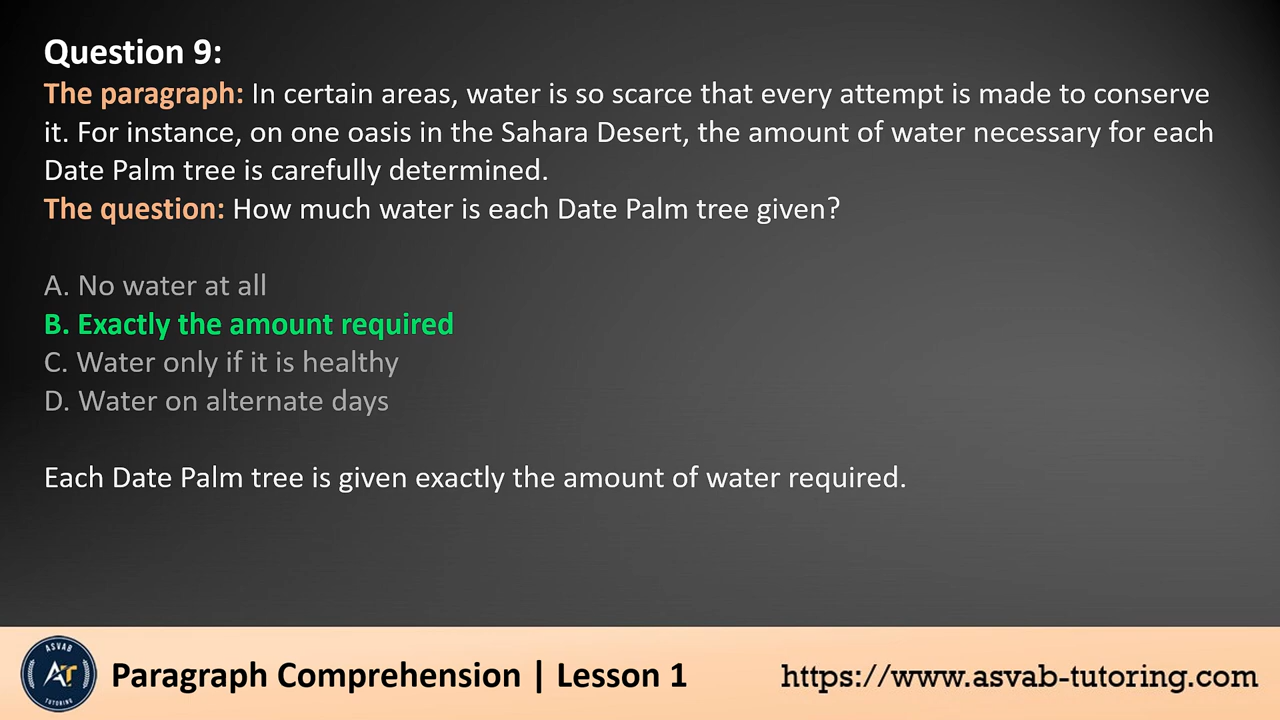 Question 9:
The paragraph: In certain areas, water is so scarce that every attempt is made to conserve
it. For instance, on one oasis in the Sahara Desert, the amount of water necessary for each
Date Palm tree is carefully determined.
The question: How much water is each Date Palm tree given?
A. No water at all
B. Exactly the amount required
C. Water only if it is healthy
D. Water on alternate days
Each Date Palm tree is given exactly the amount of water required.
ASVAB
AT
TUTORING
Paragraph Comprehension | Lesson 1
https://www.asvab-tutoring.com